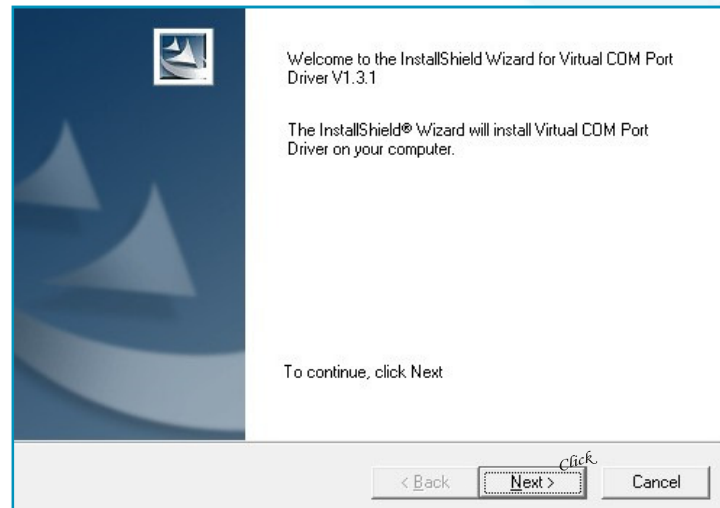 Welcome to the InstallShield Wizard for Virtual COM Port
Driver V1.3.1
The InstallShield® Wizard will install Virtual COM Port
Driver on your computer.
To continue, click Next
Click
< Back
Next >
Cancel